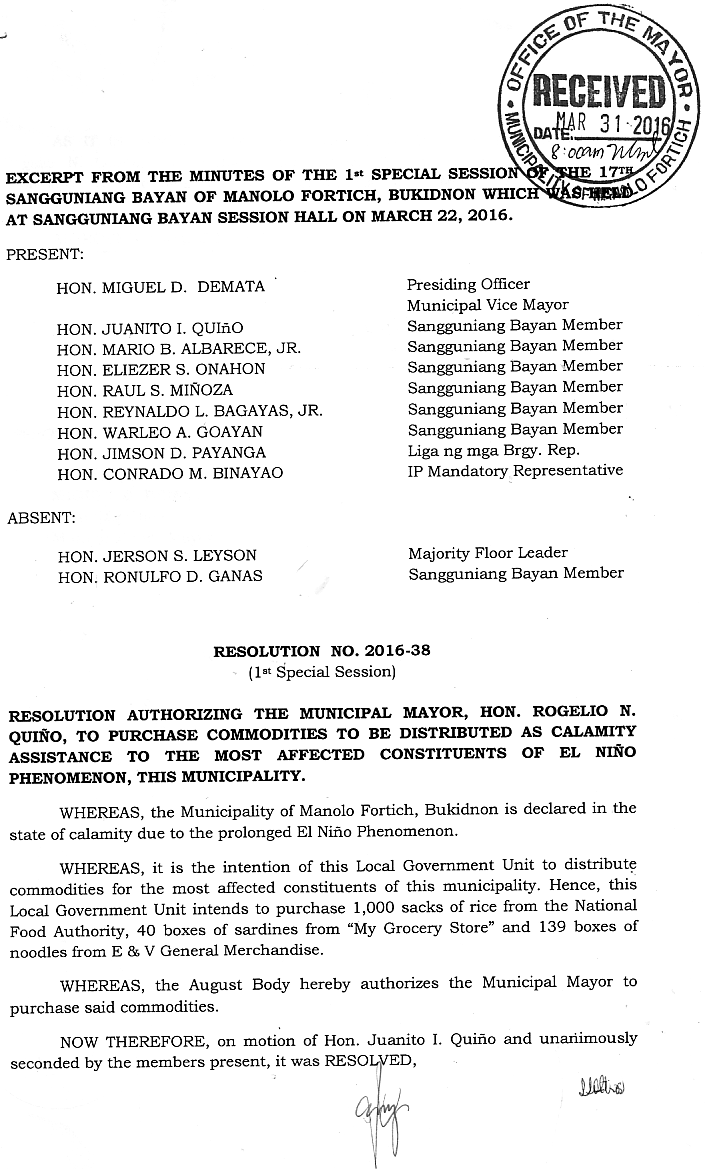 OFFICE OF THE MAYOR
RECEIVED
DATE: MAR 31 2016
8:00am
MUNICIPALITY OF MANOLO FORTICH
EXCERPT FROM THE MINUTES OF THE 1st SPECIAL SESSION OF THE 17TH
SANGGUNIANG BAYAN OF MANOLO FORTICH, BUKIDNON WHICH WAS HELD
AT SANGGUNIANG BAYAN SESSION HALL ON MARCH 22, 2016.
PRESENT:
HON. MIGUEL D. DEMATA Presiding Officer
Municipal Vice Mayor
HON. JUANITO I. QUIñO Sangguniang Bayan Member
HON. MARIO B. ALBARECE, JR. Sangguniang Bayan Member
HON. ELIEZER S. ONAHON Sangguniang Bayan Member
HON. RAUL S. MIÑOZA Sangguniang Bayan Member
HON. REYNALDO L. BAGAYAS, JR. Sangguniang Bayan Member
HON. WARLEO A. GOAYAN Sangguniang Bayan Member
HON. JIMSON D. PAYANGA Liga ng mga Brgy. Rep.
HON. CONRADO M. BINAYAO IP Mandatory Representative
ABSENT:
HON. JERSON S. LEYSON Majority Floor Leader
HON. RONULFO D. GANAS Sangguniang Bayan Member
RESOLUTION NO. 2016-38
(1st Special Session)
RESOLUTION AUTHORIZING THE MUNICIPAL MAYOR, HON. ROGELIO N.
QUIÑO, TO PURCHASE COMMODITIES TO BE DISTRIBUTED AS CALAMITY
ASSISTANCE TO THE MOST AFFECTED CONSTITUENTS OF EL NIÑO
PHENOMENON, THIS MUNICIPALITY.
WHEREAS, the Municipality of Manolo Fortich, Bukidnon is declared in the
state of calamity due to the prolonged El Niño Phenomenon.
WHEREAS, it is the intention of this Local Government Unit to distribute
commodities for the most affected constituents of this municipality. Hence, this
Local Government Unit intends to purchase 1,000 sacks of rice from the National
Food Authority, 40 boxes of sardines from “My Grocery Store” and 139 boxes of
noodles from E & V General Merchandise.
WHEREAS, the August Body hereby authorizes the Municipal Mayor to
purchase said commodities.
NOW THEREFORE, on motion of Hon. Juanito I. Quiño and unanimously
seconded by the members present, it was RESOLVED,